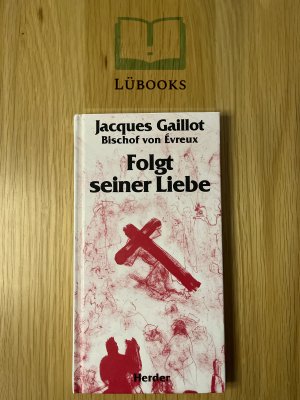 LÜBOOKS
Jacques Gaillot
Bischof von Évreux
Folgt
seiner Liebe
Herder